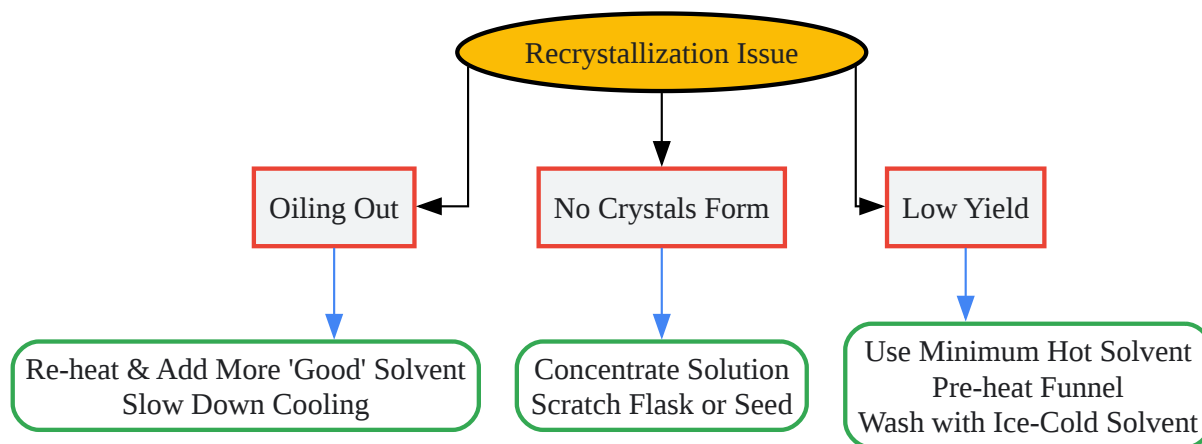 Recrystallization Issue
Oiling Out
No Crystals Form
Low Yield
Re-heat & Add More 'Good' Solvent
Slow Down Cooling
Concentrate Solution
Scratch Flask or Seed
Use Minimum Hot Solvent
Pre-heat Funnel
Wash with Ice-Cold Solvent